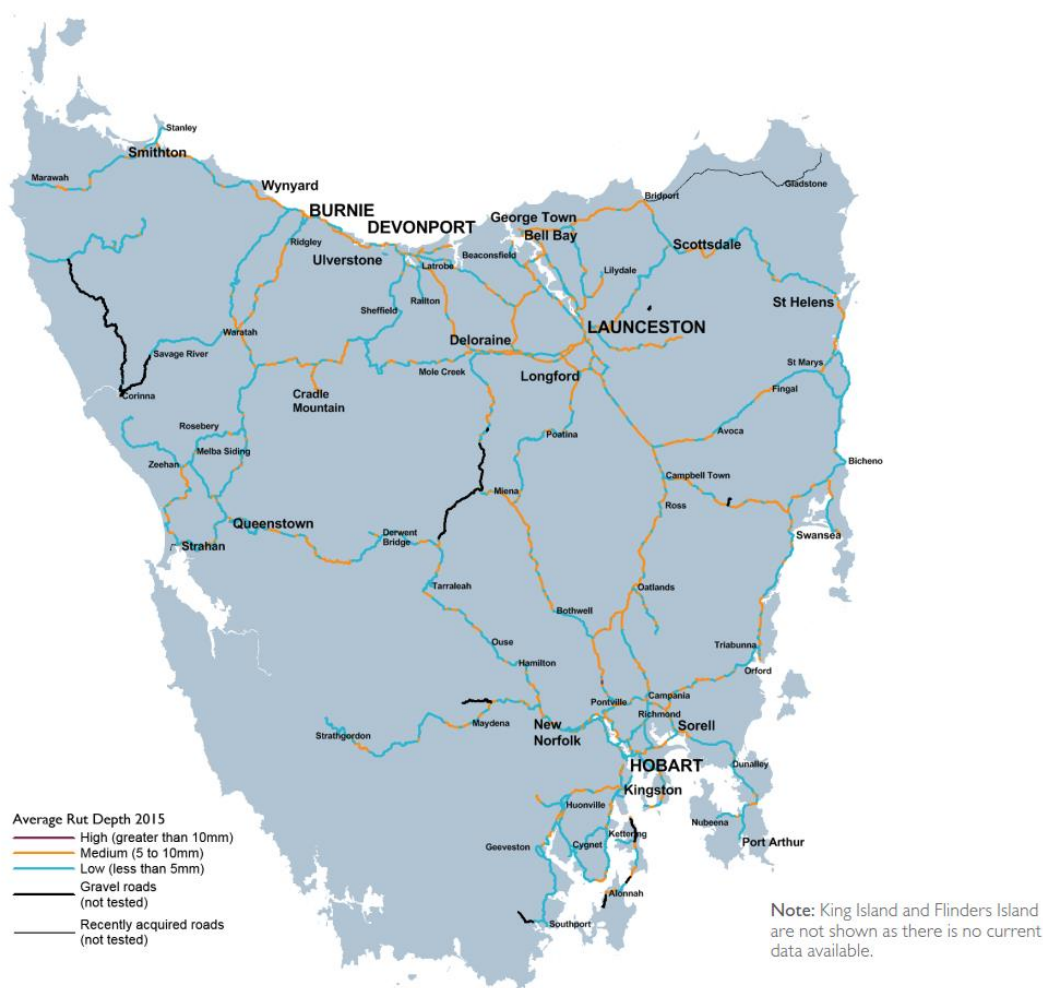 Stanley
Smithton
Marawah
Wynyard
BURNIE
DEVONPORT
Ridgley
Ulverstone
Latrobe
George Town
Bell Bay
Beaconsfield
Bridport
Gladstone
Scottsdale
Lilydale
Railton
Sheffield
St Helens
LAUNCESTON
Waratah
Deloraine
Savage River
Mole Creek
Longford
St Marys
Fingal
Corinna
Cradle
Mountain
Rosebery
Melba Siding
Zeehan
Poatina
Avoca
Bicheno
Campbell Town
Miena
Ross
Queenstown
Strahan
Derwent
Bridge
Swansea
Tarraleah
Oatlands
Bothwell
Ouse
Hamilton
Triabunna
Orford
Pontville
Campania
Richmond
Sorell
Maydena
New
Norfolk
Strathgordon
HOBART
Dunalley
Kingston
Huonville
Kettering
Nubeena
Port Arthur
Geeveston
Cygnet
Alonnah
Southport
Average Rut Depth 2015
High (greater than 10mm)
Medium (5 to 10mm)
Low (less than 5mm)
Gravel roads
(not tested)
Recently acquired roads
(not tested)
Note: King Island and Flinders Island
are not shown as there is no current
data available.